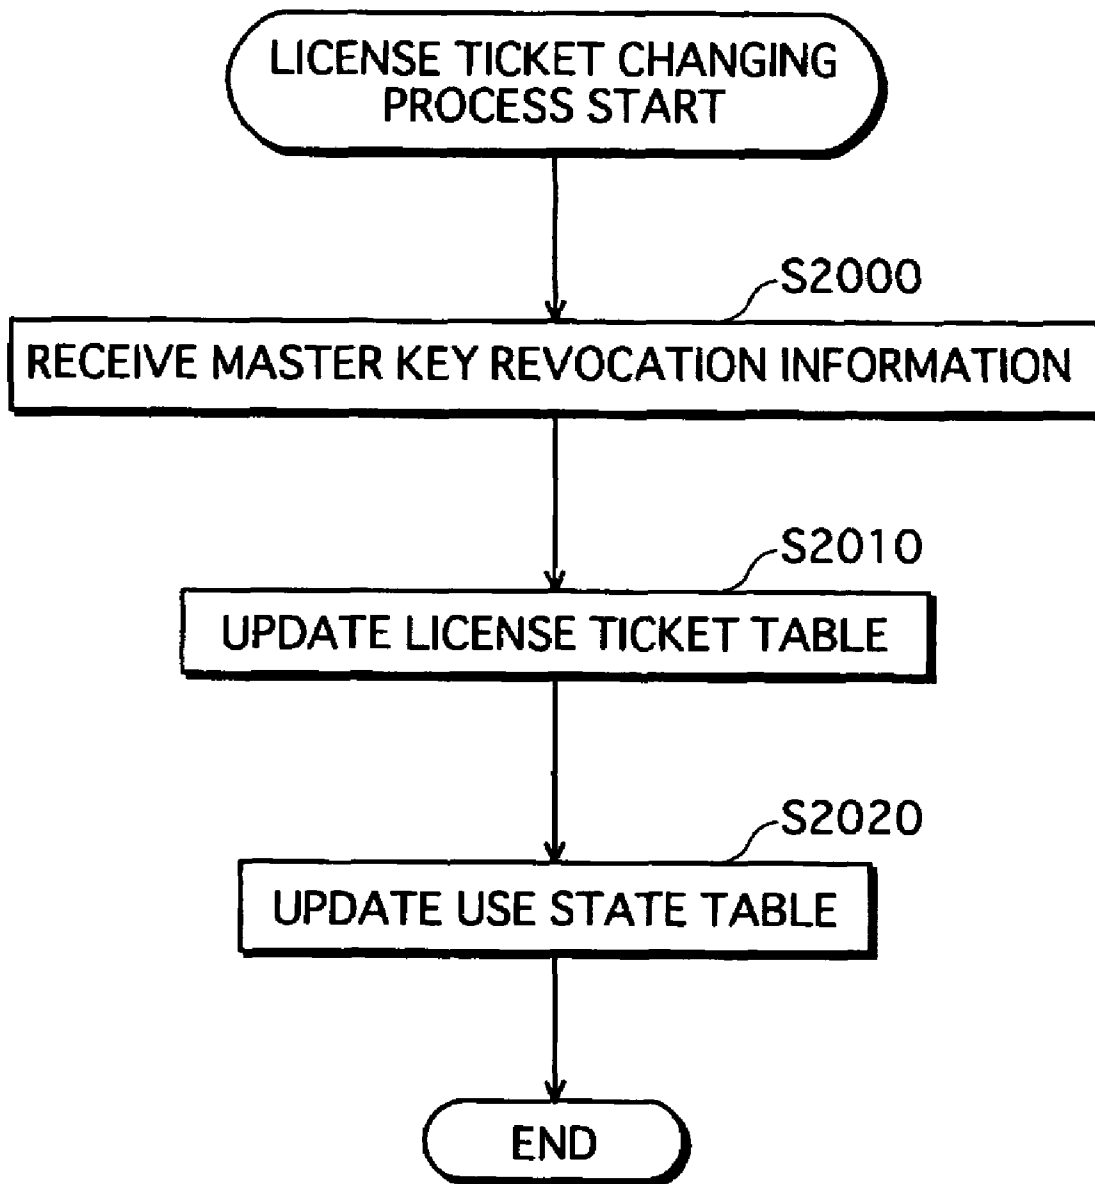 LICENSE TICKET CHANGING
PROCESS START
S2000
RECEIVE MASTER KEY REVOCATION INFORMATION
S2010
UPDATE LICENSE TICKET TABLE
S2020
UPDATE USE STATE TABLE
END